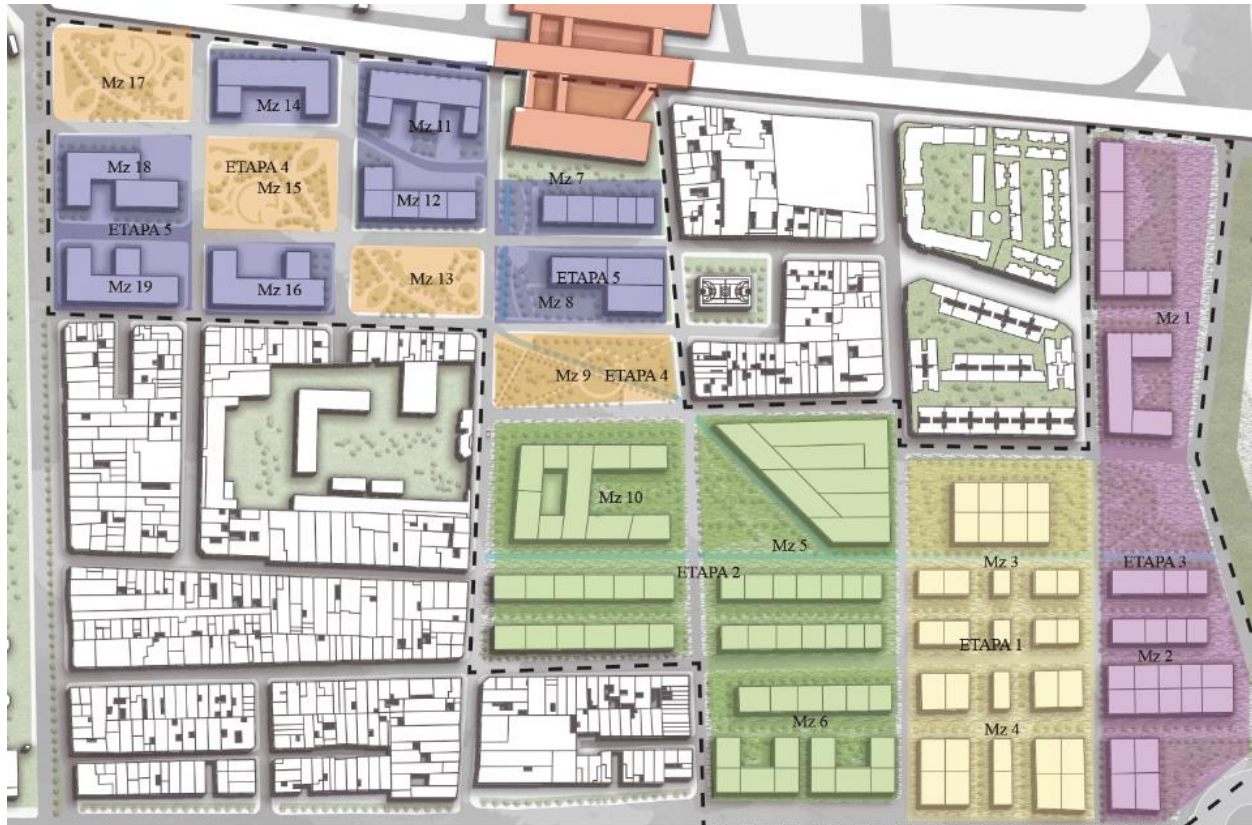 Mz 17
Mz 14
Mz 11
Mz 18
ETAPA 4
Mz 15
Mz 7
Mz 12
ETAPA 5
Mz 19
Mz 16
Mz 13
ETAPA 5
Mz 8
Mz 1
Mz 9
ETAPA 4
Mz 10
Mz 5
ETAPA 2
Mz 3
ETAPA 3
ETAPA 1
Mz 2
Mz 6
Mz 4